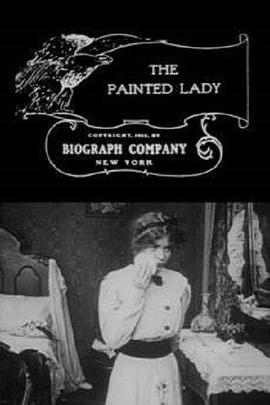 THE
PAINTED LADY
COPYRIGHT, 1912, BY
BIOGRAPH COMPANY
NEW YORK